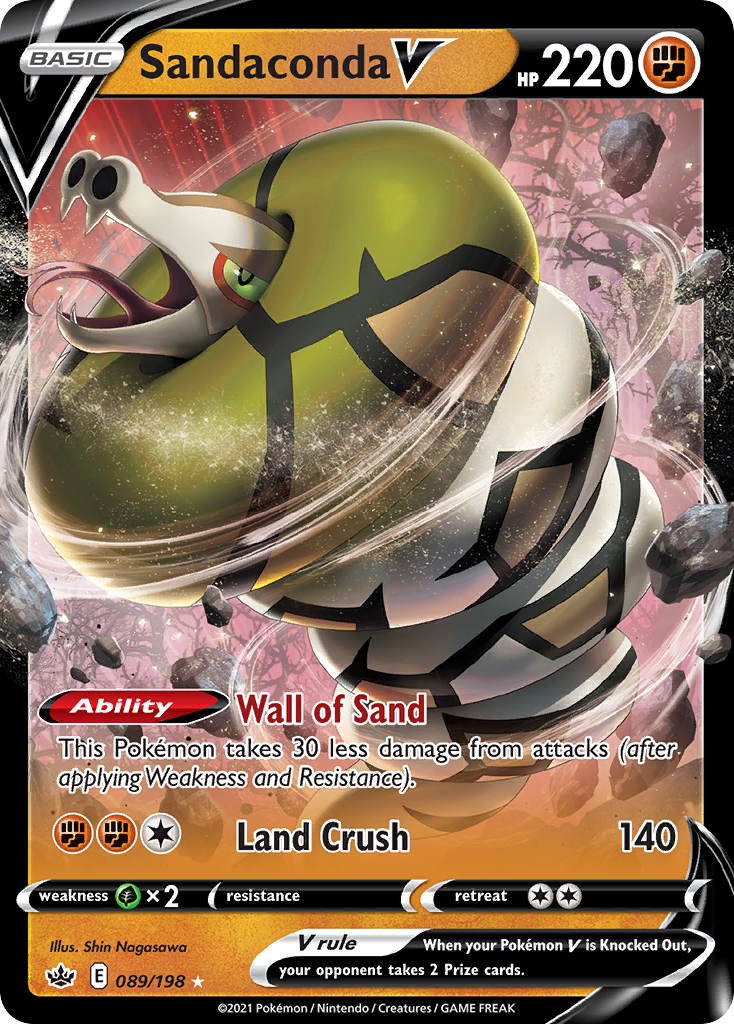 BASIC Sandaconda V HP 220
Ability Wall of Sand
This Pokémon takes 30 less damage from attacks (after
applying Weakness and Resistance).
Land Crush 140
weakness ×2 resistance retreat
Illus. Shin Nagasawa
V rule When your Pokémon V is Knocked Out,
your opponent takes 2 Prize cards.
E 089/198
©2021 Pokémon / Nintendo / Creatures / GAME FREAK